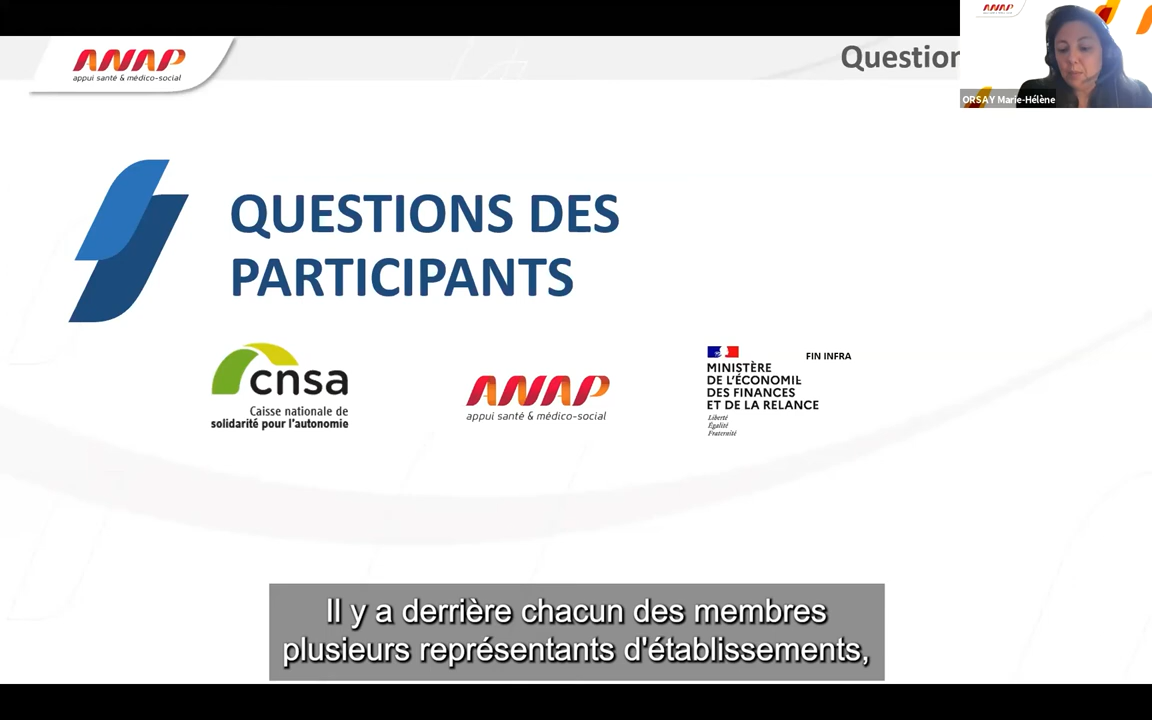 ANAP
appui santé & médico-social
Question
ANAP
ORSAY Marie-Hélène
QUESTIONS DES
PARTICIPANTS
cnsa
Caisse nationale de
solidarité pour l'autonomie
ANAP
appui santé & médico-social
FIN INFRA
MINISTÈRE
DE L'ÉCONOMIE
DES FINANCES
ET DE LA RELANCE
Liberté
Égalité
Fraternité
Il y a derrière chacun des membres
plusieurs représentants d'établissements,